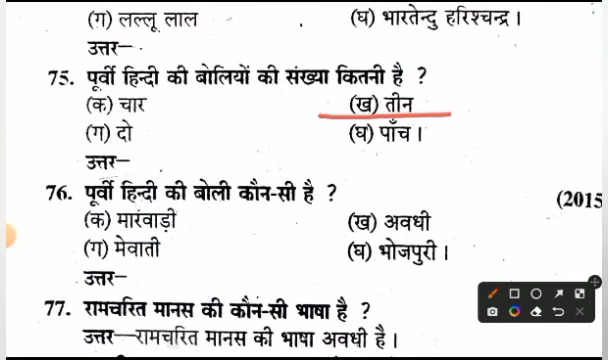 (ग) लल्लू लाल (घ) भारतेन्दु हरिश्चन्द्र।
उत्तर—
75. पूर्वी हिन्दी की बोलियों की संख्या कितनी है ?
(क) चार (ख) तीन
(ग) दो (घ) पाँच।
उत्तर—
76. पूर्वी हिन्दी की बोली कौन-सी है ?
(2015
(क) मारवाड़ी (ख) अवधी
(ग) मेवाती (घ) भोजपुरी।
उत्तर—
77. रामचरित मानस की कौन-सी भाषा है ?
उत्तर—रामचरित मानस की भाषा अवधी है।